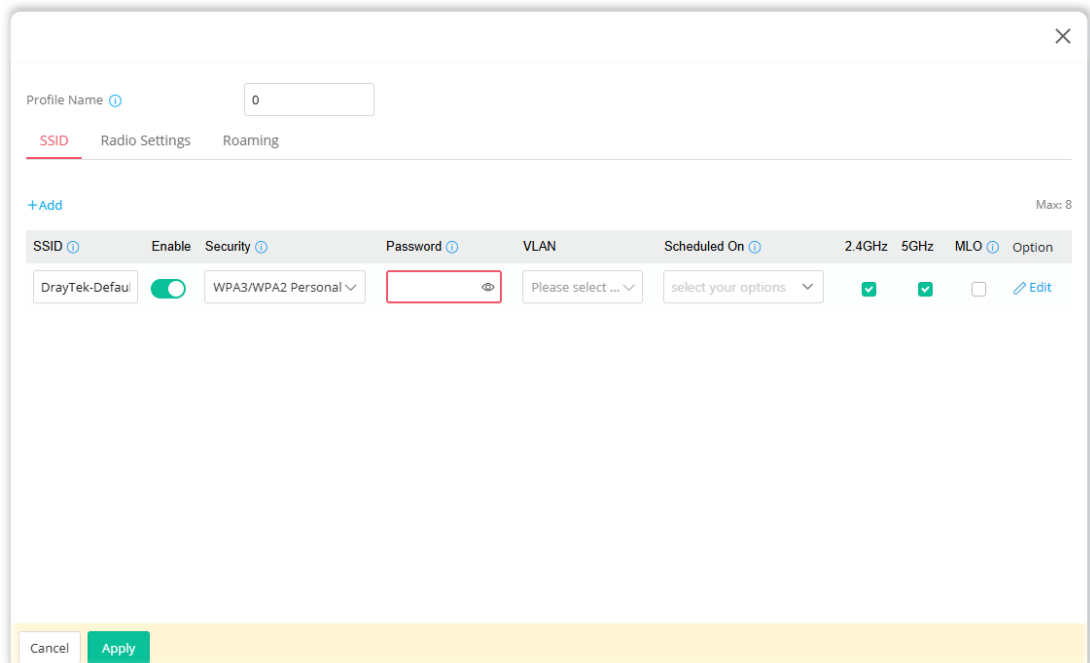 Profile Name
0
SSID Radio Settings Roaming
+Add Max: 8
SSID Enable Security Password VLAN Scheduled On 2.4GHz 5GHz MLO Option
DrayTek-Defaul WPA3/WPA2 Personal Please select ... select your options Edit
Cancel Apply